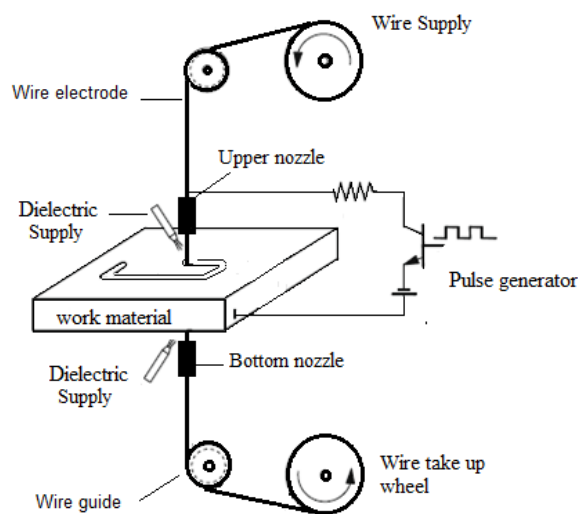 Wire Supply
Wire electrode
Upper nozzle
Dielectric
Supply
Pulse generator
work material
Bottom nozzle
Dielectric
Supply
Wire take up
wheel
Wire guide